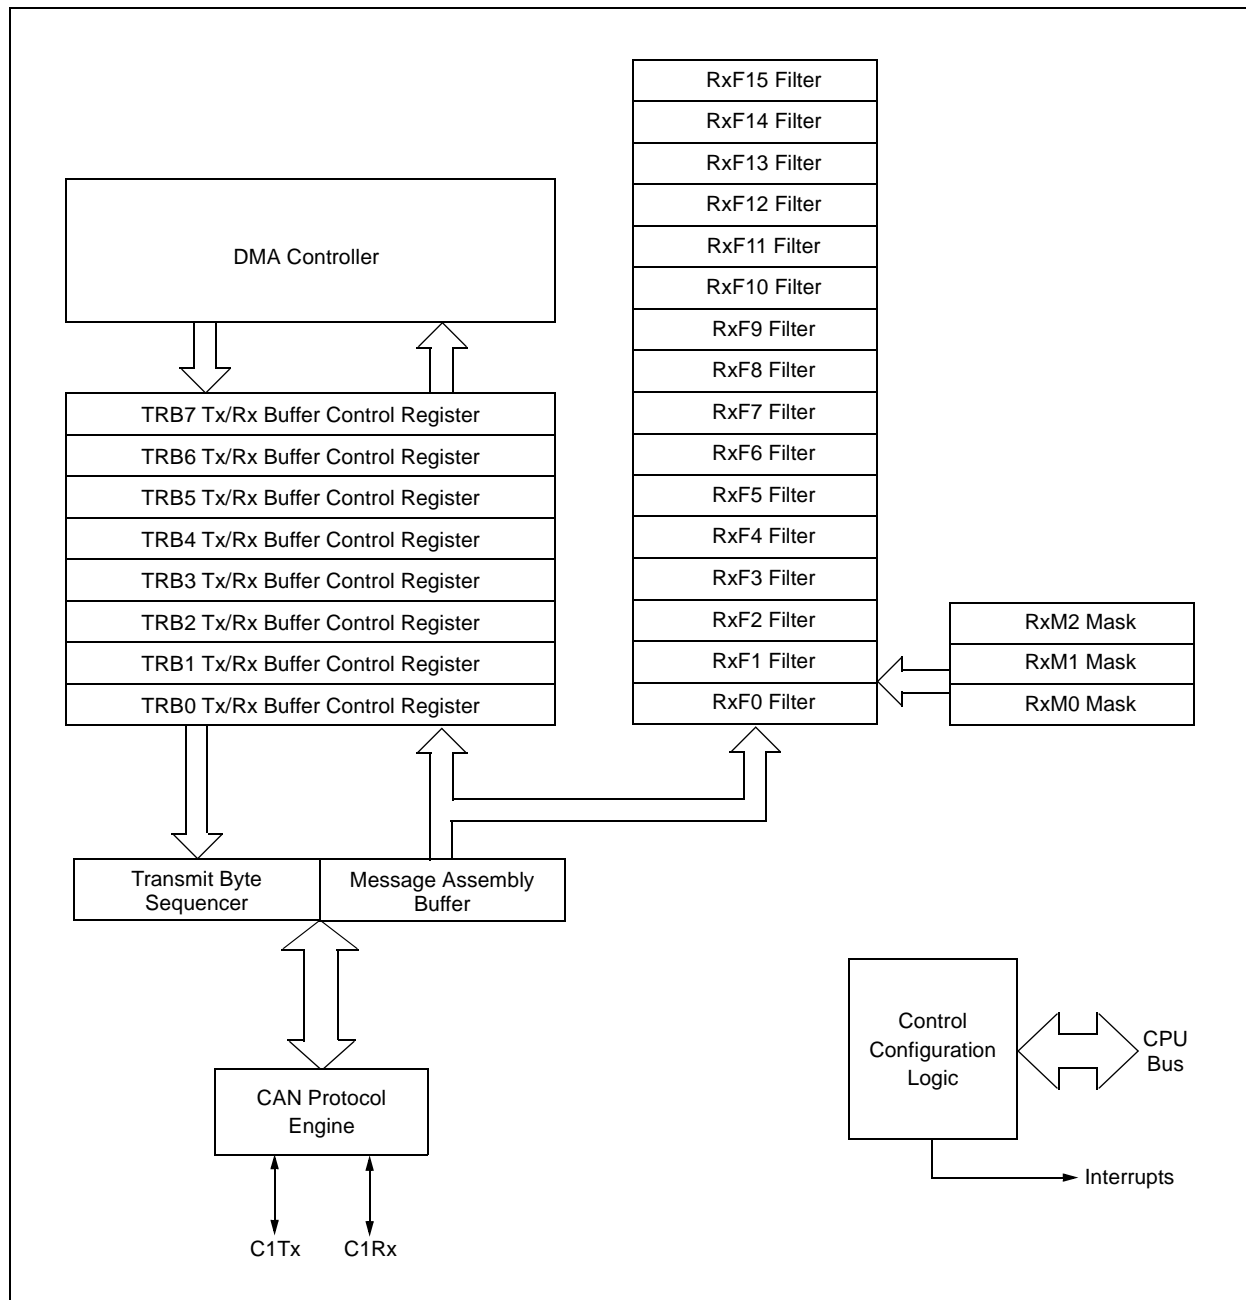 RxF15 Filter
RxF14 Filter
RxF13 Filter
RxF12 Filter
RxF11 Filter
RxF10 Filter
RxF9 Filter
RxF8 Filter
RxF7 Filter
RxF6 Filter
RxF5 Filter
RxF4 Filter
RxF3 Filter
RxF2 Filter
RxF1 Filter
RxF0 Filter
DMA Controller
TRB7 Tx/Rx Buffer Control Register
TRB6 Tx/Rx Buffer Control Register
TRB5 Tx/Rx Buffer Control Register
TRB4 Tx/Rx Buffer Control Register
TRB3 Tx/Rx Buffer Control Register
TRB2 Tx/Rx Buffer Control Register
TRB1 Tx/Rx Buffer Control Register
TRB0 Tx/Rx Buffer Control Register
RxM2 Mask
RxM1 Mask
RxM0 Mask
Transmit Byte
Sequencer
Message Assembly
Buffer
CAN Protocol
Engine
C1Tx
C1Rx
Control
Configuration
Logic
CPU
Bus
Interrupts